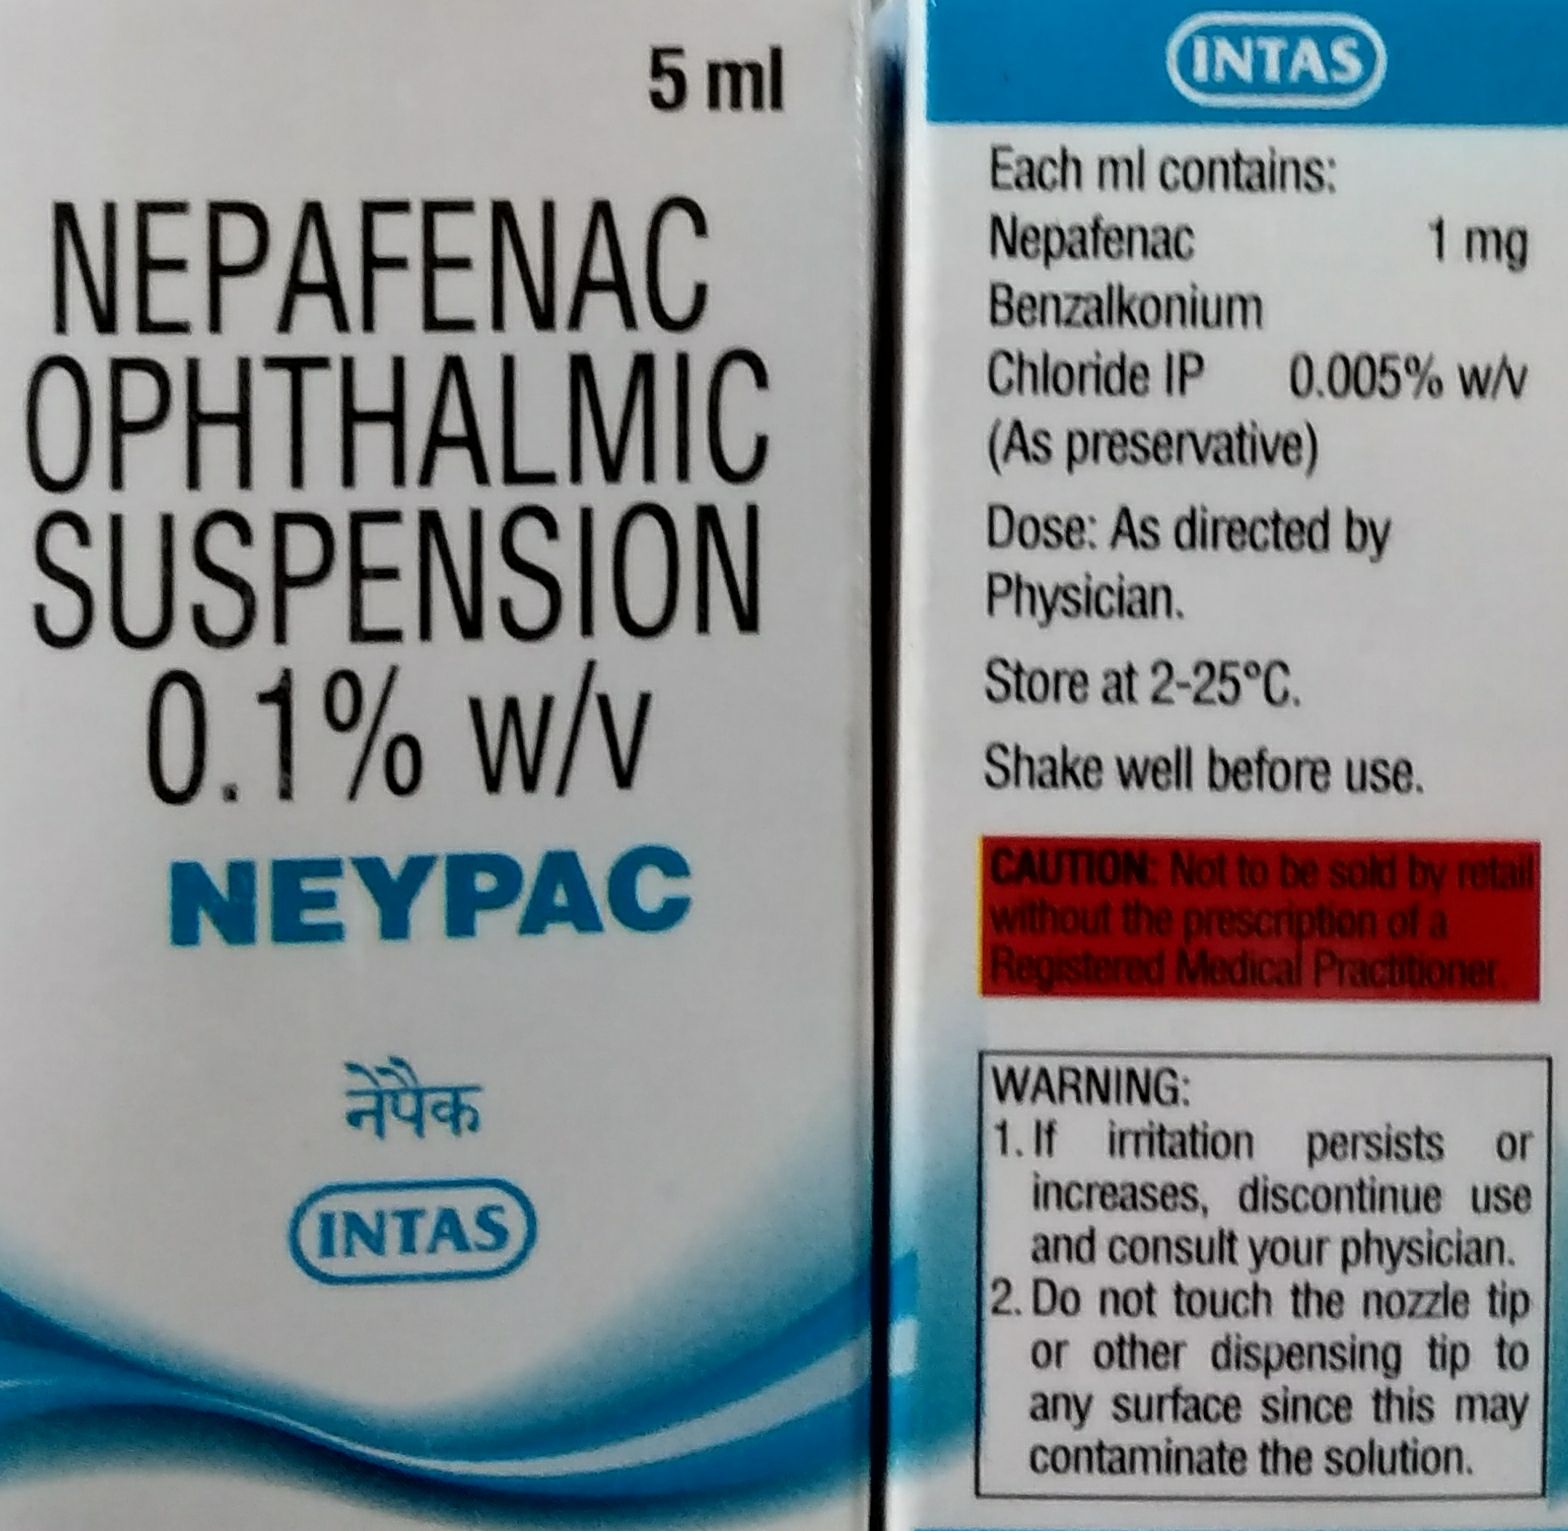 5 ml
NEPAFENAC
OPHTHALMIC
SUSPENSION
0.1% w/v
NEYPAC
नेपैक
INTAS
INTAS
Each ml contains:
Nepafenac 1 mg
Benzalkonium
Chloride IP 0.005% w/v
(As preservative)
Dose: As directed by
Physician.
Store at 2-25°C.
Shake well before use.
CAUTION: Not to be sold by retail
without the prescription of a
Registered Medical Practitioner.
WARNING:
1. If irritation persists or
increases, discontinue use
and consult your physician.
2. Do not touch the nozzle tip
or other dispensing tip to
any surface since this may
contaminate the solution.